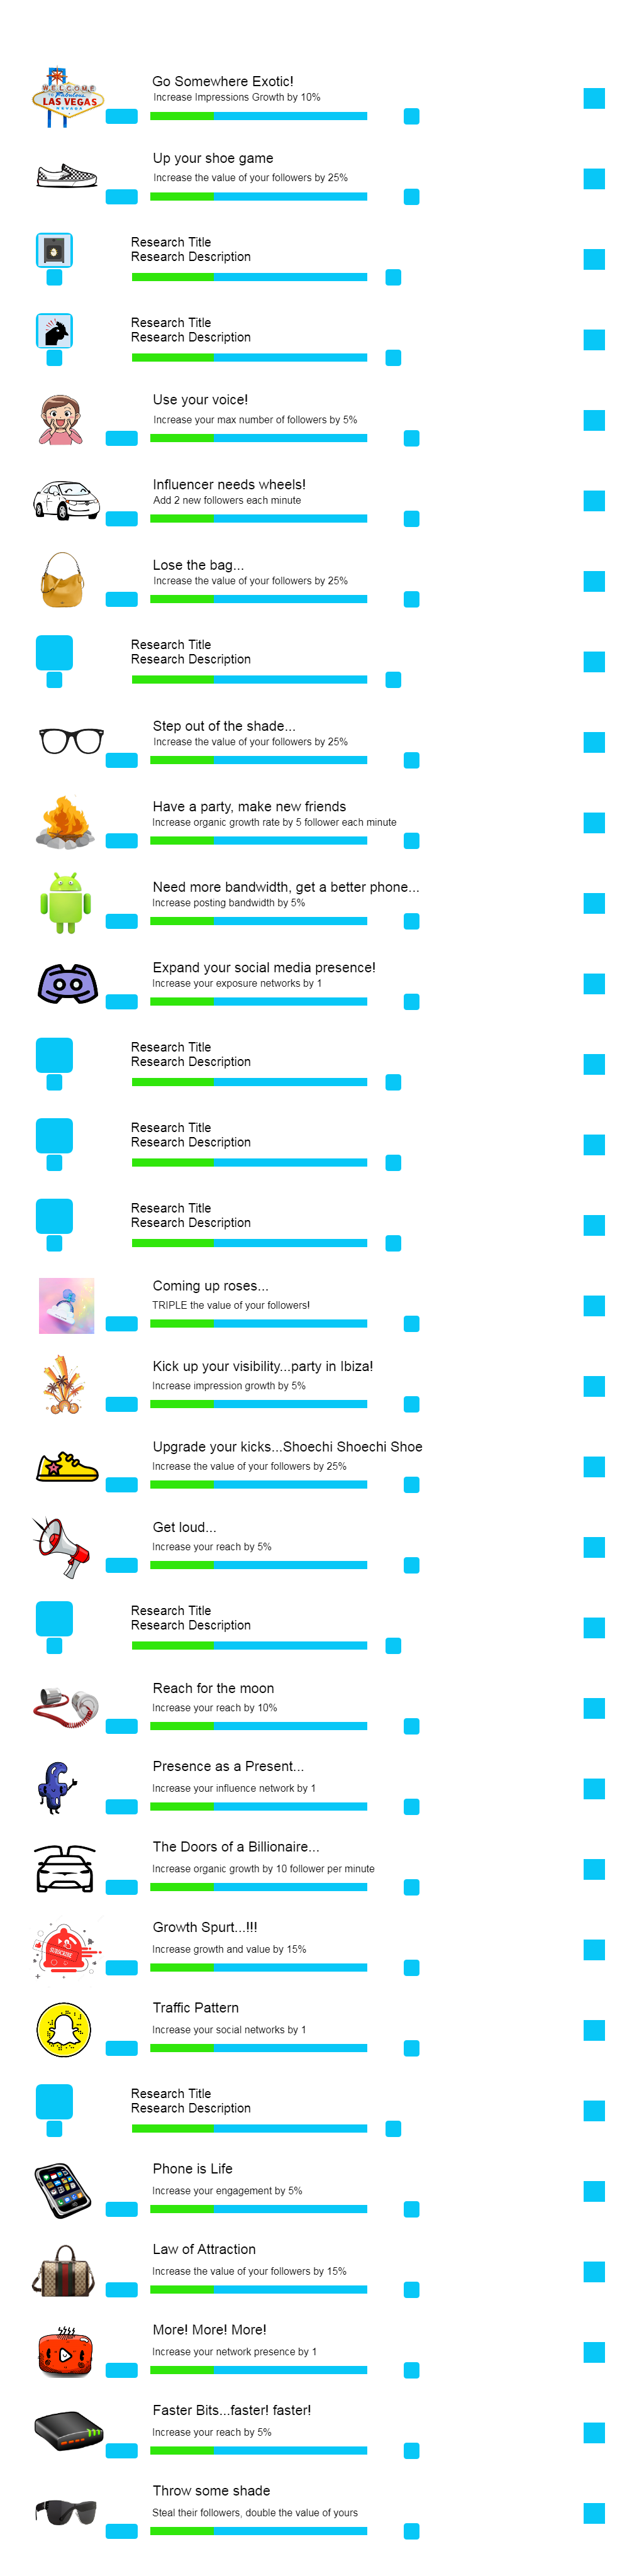 WELCOME
TO Fabulous
LAS VEGAS
NEVADA
Go Somewhere Exotic!
Increase Impressions Growth by 10%
Up your shoe game
Increase the value of your followers by 25%
Research Title
Research Description
Research Title
Research Description
Use your voice!
Increase your max number of followers by 5%
Influencer needs wheels!
Add 2 new followers each minute
Lose the bag...
Increase the value of your followers by 25%
Research Title
Research Description
Step out of the shade...
Increase the value of your followers by 25%
Have a party, make new friends
Increase organic growth rate by 5 follower each minute
Need more bandwidth, get a better phone...
Increase posting bandwidth by 5%
Expand your social media presence!
Increase your exposure networks by 1
Research Title
Research Description
Research Title
Research Description
Research Title
Research Description
Coming up roses...
TRIPLE the value of your followers!
Kick up your visibility...party in Ibiza!
Increase impression growth by 5%
Upgrade your kicks...Shoechi Shoechi Shoe
Increase the value of your followers by 25%
Get loud...
Increase your reach by 5%
Research Title
Research Description
Reach for the moon
Increase your reach by 10%
Presence as a Present...
Increase your influence network by 1
The Doors of a Billionaire...
Increase organic growth by 10 follower per minute
Growth Spurt...!!!
Increase growth and value by 15%
SUBSCRIBE
Traffic Pattern
Increase your social networks by 1
Research Title
Research Description
Phone is Life
Increase your engagement by 5%
Law of Attraction
Increase the value of your followers by 15%
More! More! More!
Increase your network presence by 1
Faster Bits...faster! faster!
Increase your reach by 5%
Throw some shade
Steal their followers, double the value of yours